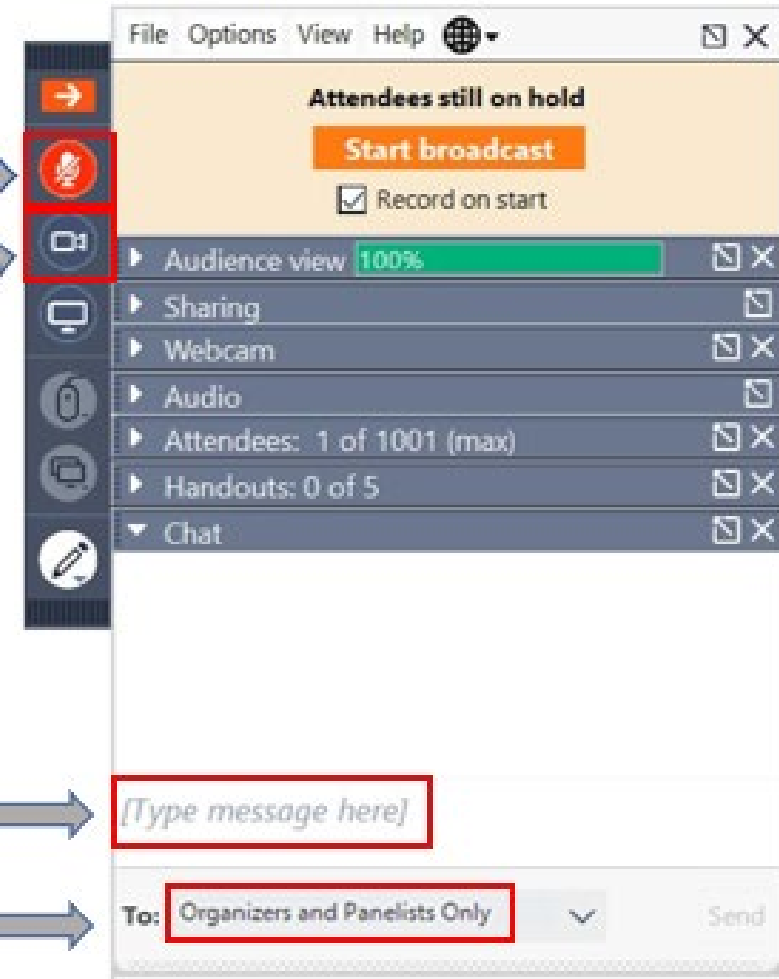 File Options View Help
Attendees still on hold
Start broadcast
Record on start
Audience view 100%
Sharing
Webcam
Audio
Attendees: 1 of 1001 (max)
Handouts: 0 of 5
Chat
[Type message here]
To: Organizers and Panelists Only Send